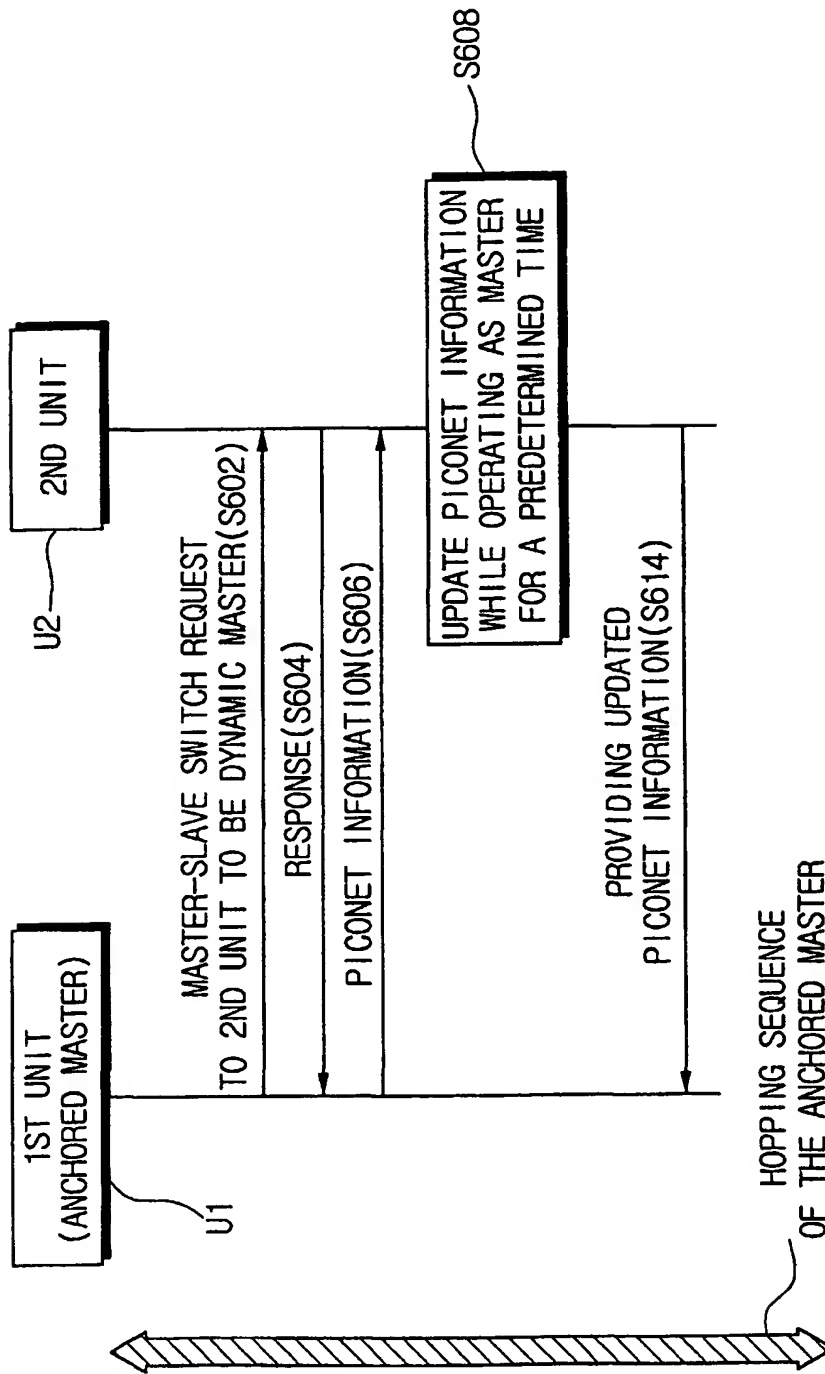 1ST UNIT
(ANCHORED MASTER)
U1
2ND UNIT
U2
MASTER-SLAVE SWITCH REQUEST
TO 2ND UNIT TO BE DYNAMIC MASTER(S602)
RESPONSE(S604)
PICONET INFORMATION(S606)
UPDATE PICONET INFORMATION
WHILE OPERATING AS MASTER
FOR A PREDETERMINED TIME
S608
PROVIDING UPDATED
PICONET INFORMATION(S614)
HOPPING SEQUENCE
OF THE ANCHORED MASTER